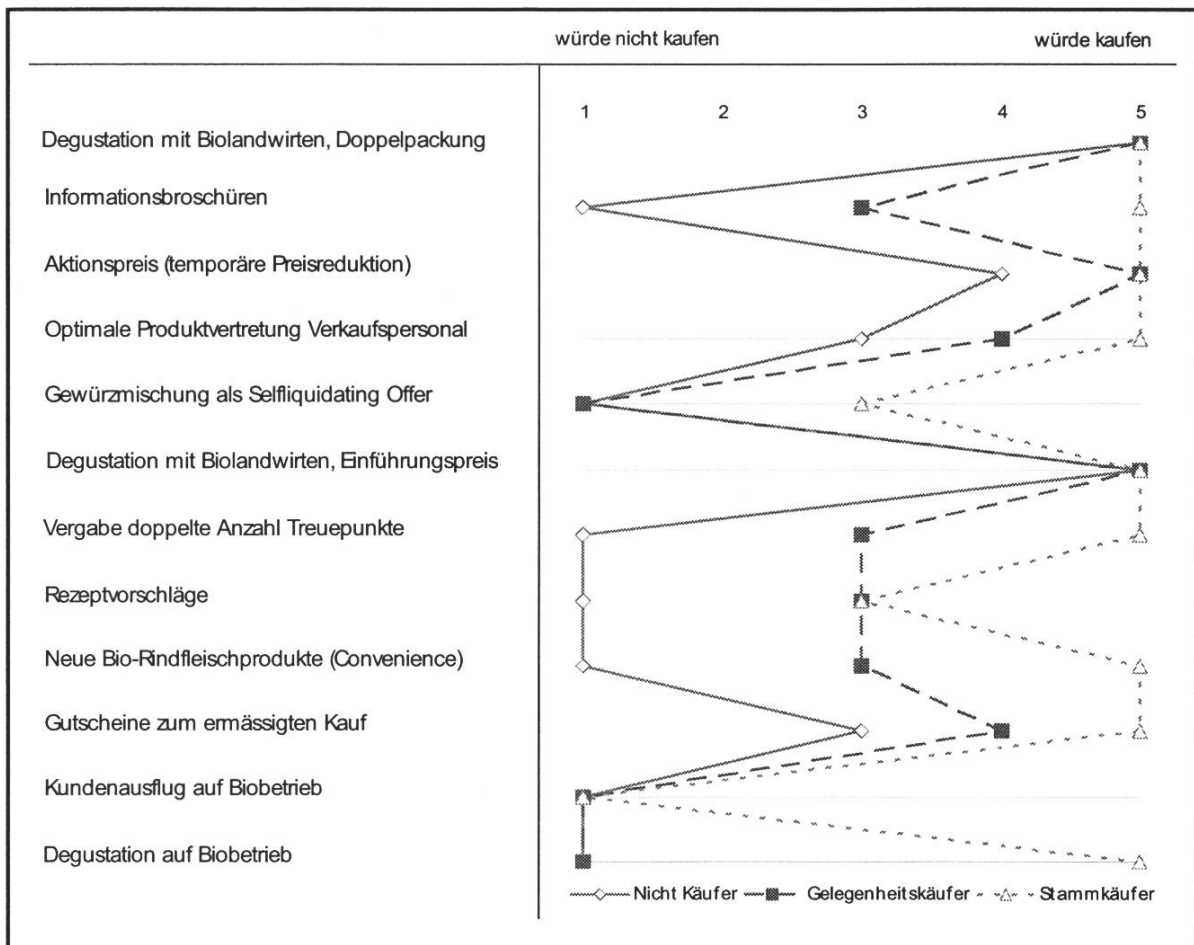 würde nicht kaufen würde kaufen
1 2 3 4 5
Degustation mit Biolandwirten, Doppelpackung
Informationsbroschüren
Aktionspreis (temporäre Preisreduktion)
Optimale Produktvertretung Verkaufspersonal
Gewürzmischung als Selfliquidating Offer
Degustation mit Biolandwirten, Einführungspreis
Vergabe doppelte Anzahl Treuepunkte
Rezeptvorschläge
Neue Bio-Rindfleischprodukte (Convenience)
Gutscheine zum ermässigten Kauf
Kundenausflug auf Biobetrieb
Degustation auf Biobetrieb
Nicht Käufer Gelegenheitskäufer Stammkäufer